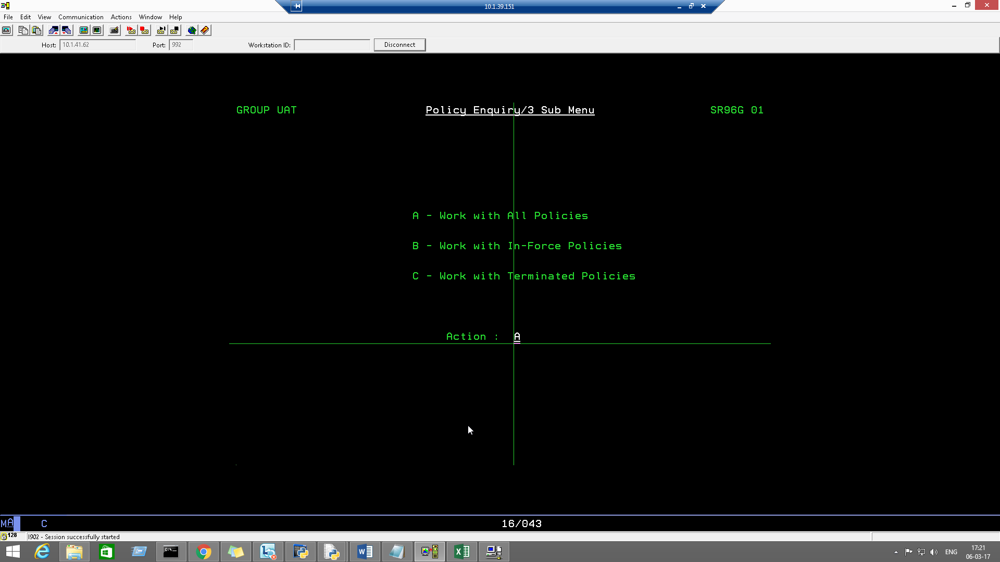 10.1.39.151
File Edit View Communication Actions Window Help
Host: 10.1.41.62 Port: 992 Workstation ID: Disconnect
GROUP UAT Policy Enquiry/3 Sub Menu SR96G 01
A - Work with All Policies
B - Work with In-Force Policies
C - Work with Terminated Policies
Action : A
MA C 16/043
128 I902 - Session successfully started
ENG 17:21
06-03-17